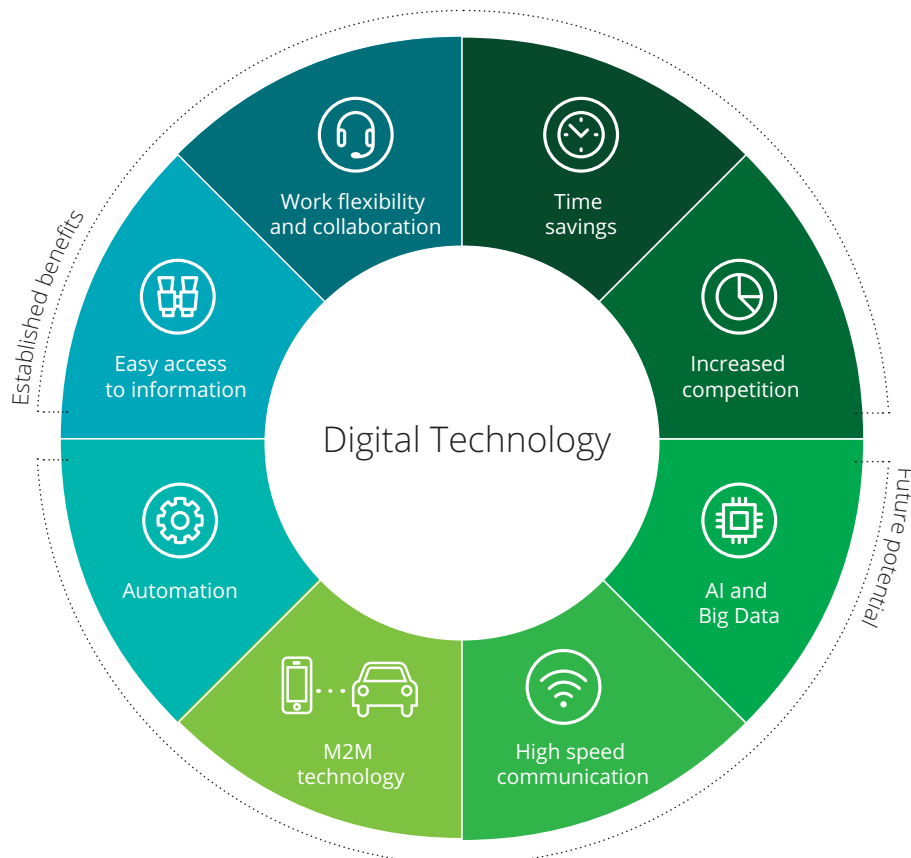 Work flexibility
and collaboration
Time
savings
Established benefits
Easy access
to information
Increased
competition
Digital Technology
Automation
AI and
Big Data
Future potential
M2M
technology
High speed
communication